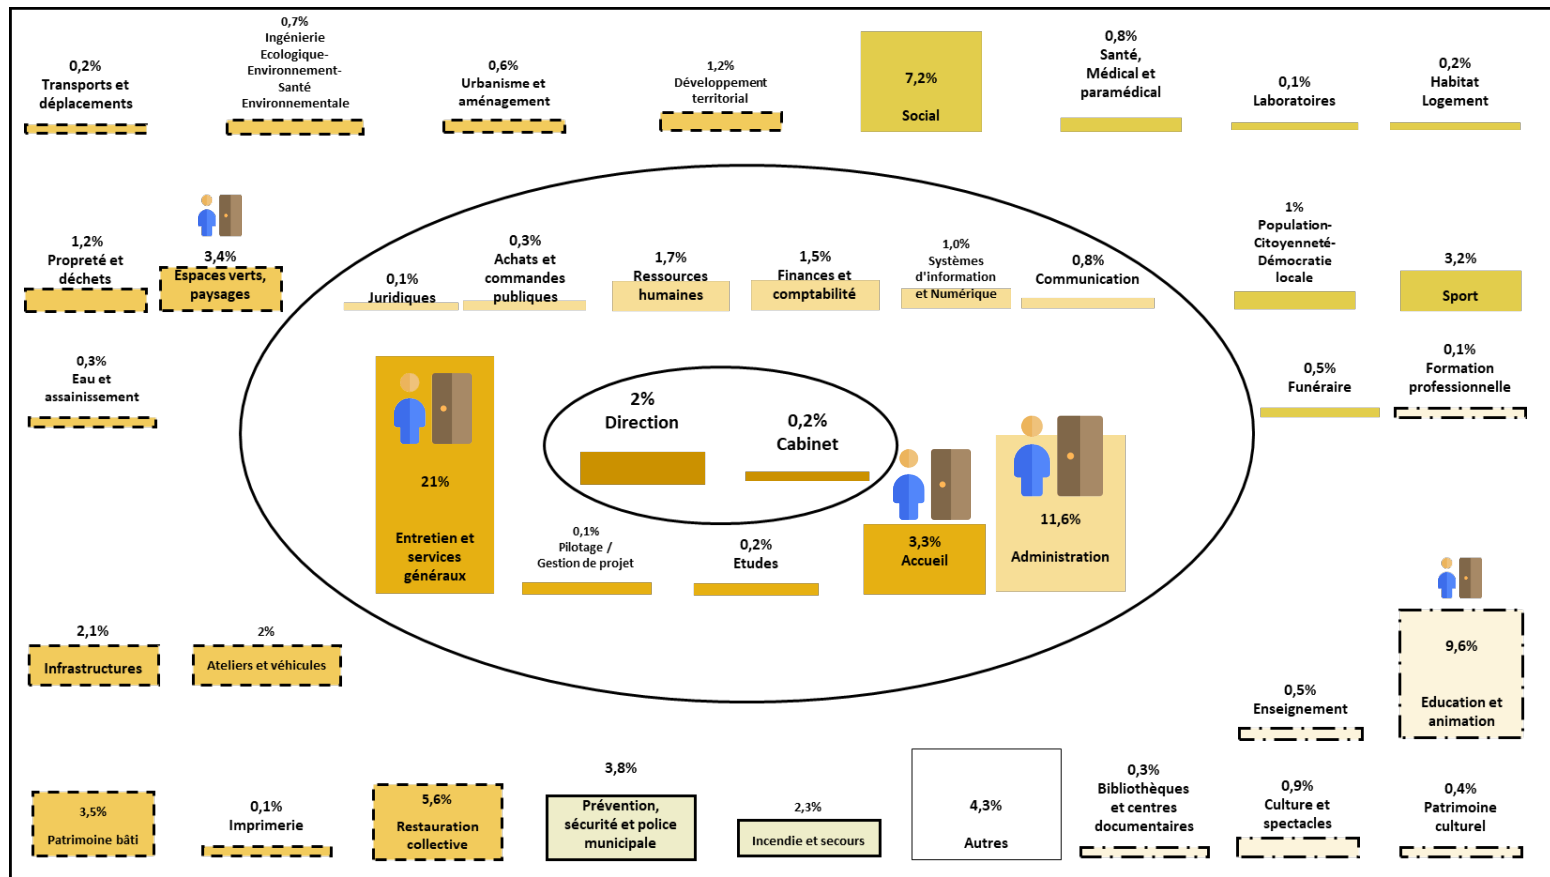 0,2%
Transports et
déplacements
0,7%
Ingénierie
Ecologique-
Environnement-
Santé
Environnementale
0,6%
Urbanisme et
aménagement
1,2%
Développement
territorial
7,2%
Social
0,8%
Santé,
Médical et
paramédical
0,1%
Laboratoires
0,2%
Habitat
Logement
1,2%
Propreté et
déchets
3,4%
Espaces verts,
paysages
0,1%
Juridiques
0,3%
Achats et
commandes
publiques
1,7%
Ressources
humaines
1,5%
Finances et
comptabilité
1,0%
Systèmes
d'information
et Numérique
0,8%
Communication
1%
Population-
Citoyenneté-
Démocratie
locale
3,2%
Sport
0,3%
Eau et
assainissement
21%
Entretien et
services
généraux
2%
Direction
0,2%
Cabinet
0,1%
Pilotage /
Gestion de projet
0,2%
Etudes
3,3%
Accueil
11,6%
Administration
0,5%
Funéraire
0,1%
Formation
professionnelle
2,1%
Infrastructures
2%
Ateliers et véhicules
9,6%
Education et
animation
0,5%
Enseignement
3,5%
Patrimoine bâti
0,1%
Imprimerie
5,6%
Restauration
collective
3,8%
Prévention,
sécurité et police
municipale
2,3%
Incendie et secours
4,3%
Autres
0,3%
Bibliothèques
et centres
documentaires
0,9%
Culture et
spectacles
0,4%
Patrimoine
culturel